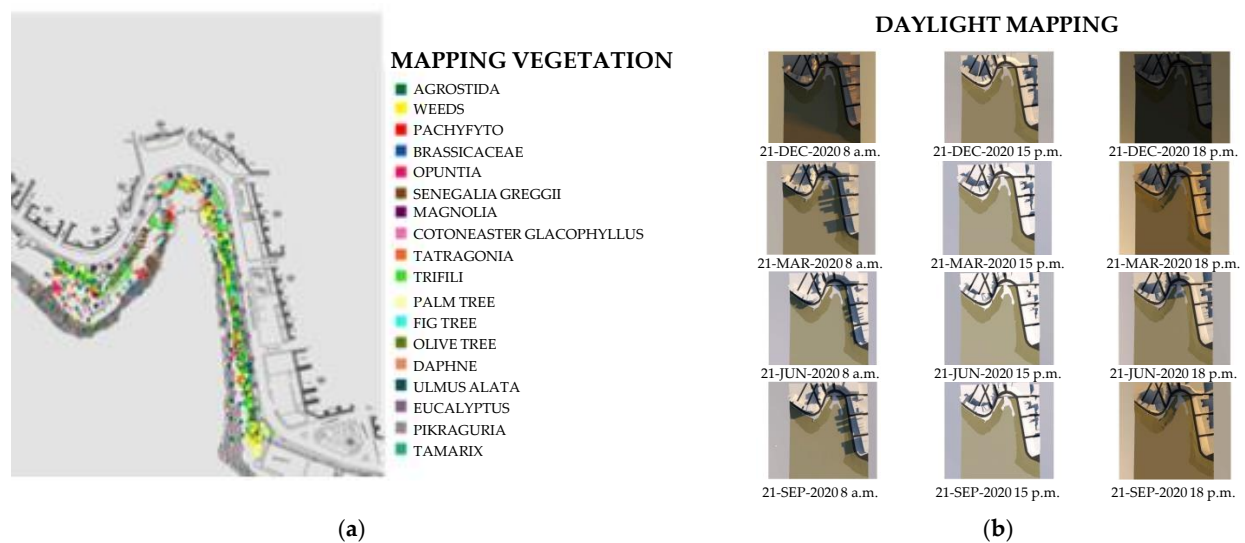 MAPPING VEGETATION
AGROSTIDA
WEEDS
PACHYFYTO
BRASSICACEAE
OPUNTIA
SENEGALIA GREGGII
MAGNOLIA
COTONEASTER GLACOPHYLLUS
TATRAGONIA
TRIFILI
PALM TREE
FIG TREE
OLIVE TREE
DAPHNE
ULMUS ALATA
EUCALYPTUS
PIKRAGURIA
TAMARIX
(a)
DAYLIGHT MAPPING
21-DEC-2020 8 a.m. 21-DEC-2020 15 p.m. 21-DEC-2020 18 p.m.
21-MAR-2020 8 a.m. 21-MAR-2020 15 p.m. 21-MAR-2020 18 p.m.
21-JUN-2020 8 a.m. 21-JUN-2020 15 p.m. 21-JUN-2020 18 p.m.
21-SEP-2020 8 a.m. 21-SEP-2020 15 p.m. 21-SEP-2020 18 p.m.
(b)